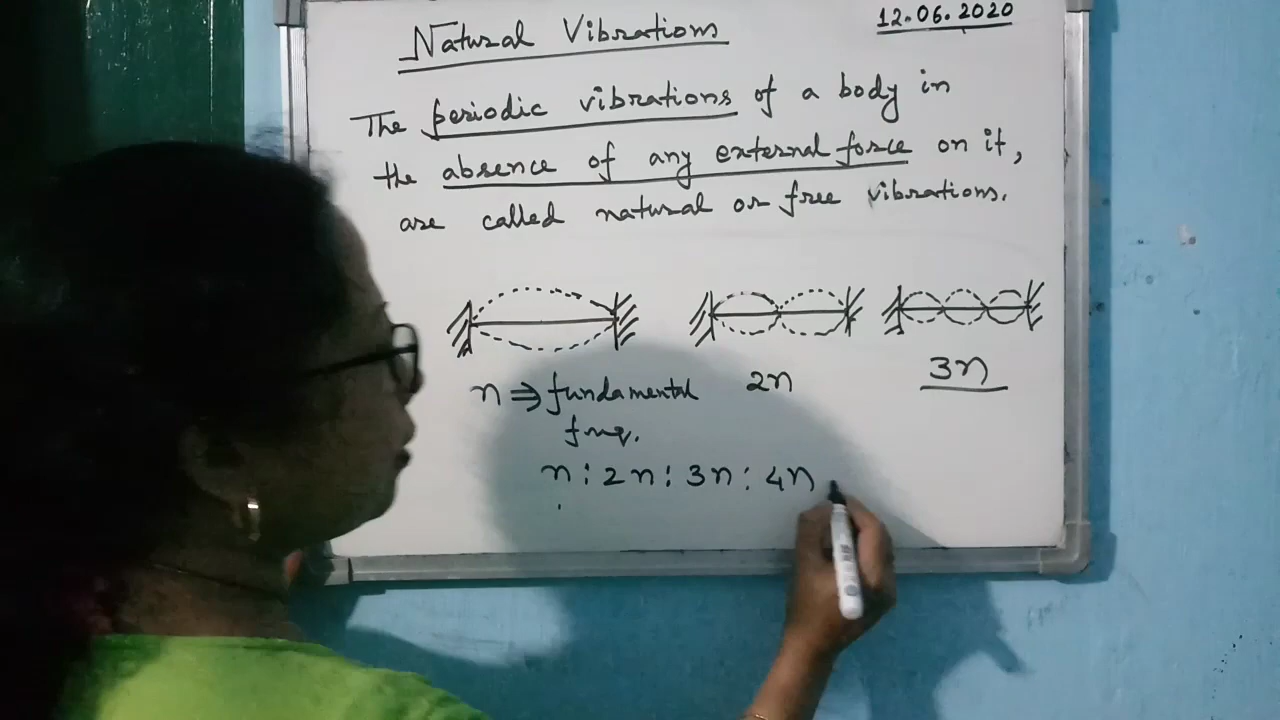 Natural Vibrations
12.06.2020
The periodic vibrations of a body in
the absence of any external force on it,
are called natural or free vibrations.
n ⇒ fundamental
freq.
2n
3n
n : 2n : 3n : 4n